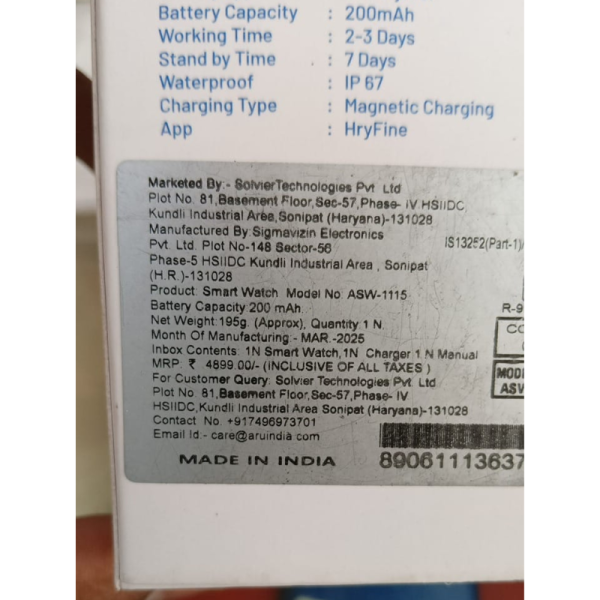 Battery Capacity : 200mAh
Working Time : 2-3 Days
Stand by Time : 7 Days
Waterproof : IP 67
Charging Type : Magnetic Charging
App : HryFine
Marketed By:- SolvierTechnologies Pvt Ltd
Plot No. 81,Basement Floor,Sec-57,Phase- IV HSIIDC
Kundli Industrial Area,Sonipat (Haryana)-131028
Manufactured By:Sigmavizin Electronics
Pvt. Ltd. Plot No-148 Sector-56
IS13252(Part-1)/
Phase-5 HSIIDC Kundli Industrial Area , Sonipat
(H.R.)-131028
Product: Smart Watch Model No: ASW-1115
Battery Capacity:200 mAh
R-9
Net Weight:195g. (Approx), Quantity:1 N
Month Of Manufacturing:- MAR.-2025
CO
Inbox Contents: 1N Smart Watch,1N Charger 1 N Manual
MRP: ₹ 4899.00/- (INCLUSIVE OF ALL TAXES )
MOD
For Customer Query: Solvier Technologies Pvt. Ltd
ASW
Plot No. 81,Basement Floor,Sec-57,Phase- IV
HSIIDC,Kundli Industrial Area Sonipat (Haryana)-131028
Contact No. +917496973701
Email Id:- care@aruindia.com
MADE IN INDIA
89061113637